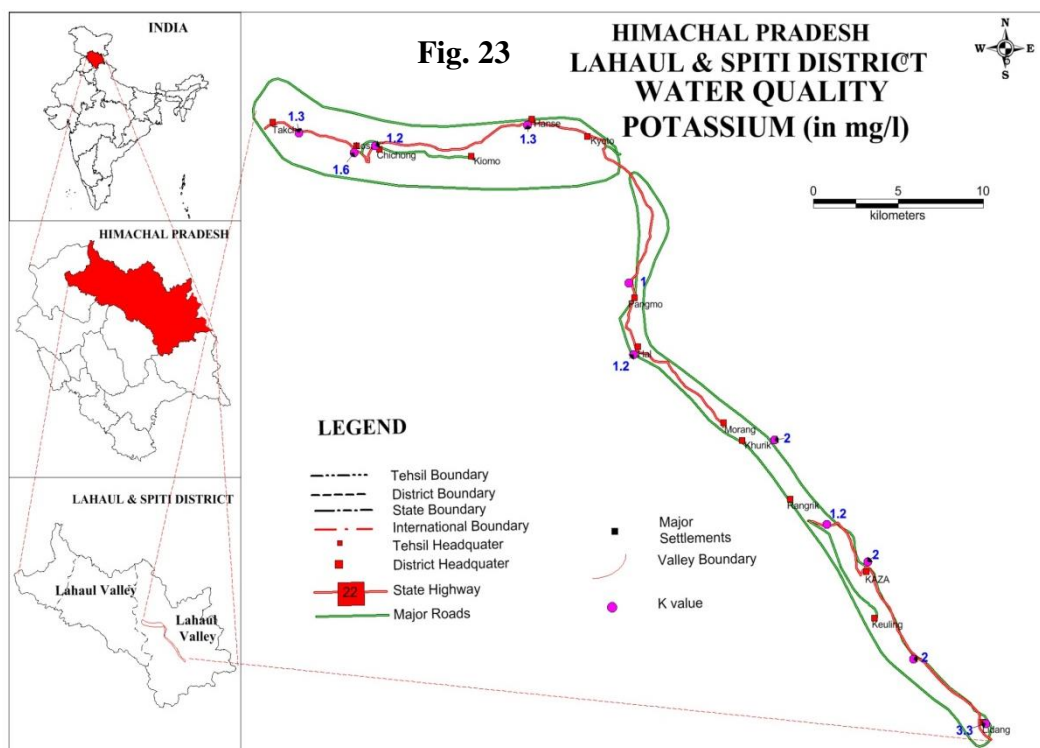 INDIA
Fig. 23
HIMACHAL PRADESH
LAHAUL & SPITI DISTRICT
WATER QUALITY
POTASSIUM (in mg/l)
N
W E
S
0 5 10
kilometers
1.3
Takche
1.6
1.2
Chichong
Kiomo
1.3
Hanse
Kyoto
1
Pangmo
Hal
1.2
Morang
Khurik
2
Rangrik
1.2
2
KAZA
Keuling
2
3.3
Lidang
HIMACHAL PRADESH
LAHAUL & SPITI DISTRICT
Lahaul Valley
Lahaul
Valley
LEGEND
Tehsil Boundary
District Boundary
State Boundary
International Boundary
Tehsil Headquater
District Headquater
22 State Highway
Major Roads
Major
Settlements
Valley Boundary
K value